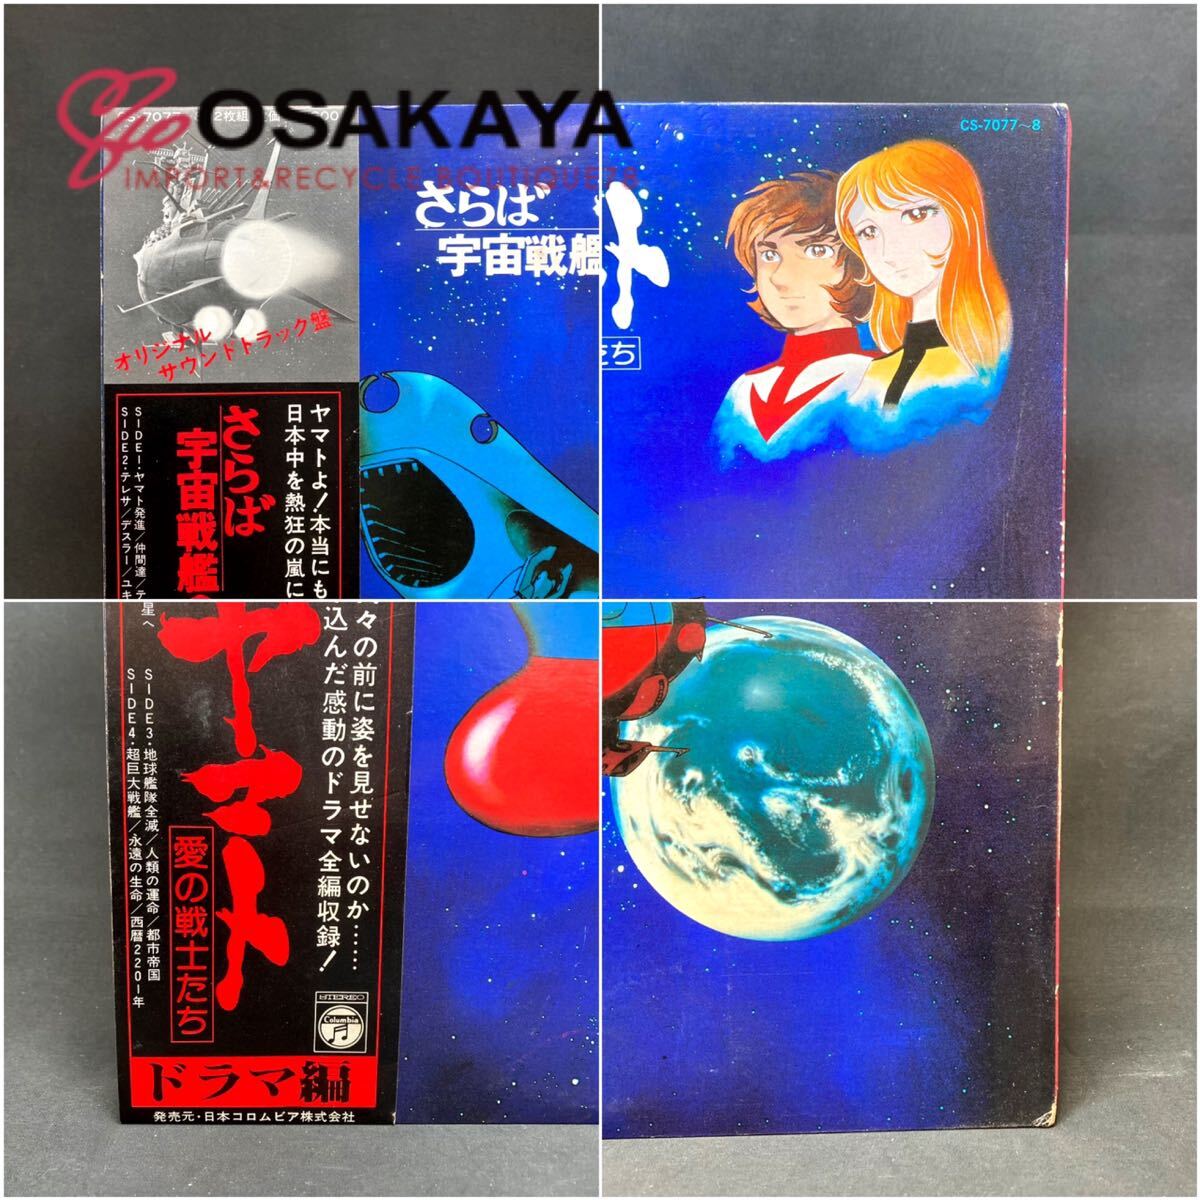 OSAKAYA
IMPORT&RECYCLE BOUTIQUE78
CS-7077
2枚組
オリジナル
サウンドトラック盤
ヤマトよ!本当にも
日本中を熱狂の嵐に
さらば
宇宙戦艦
SIDE1・ヤマト発進/仲間達/テ
SIDE2・テレサ/デスラー/ユキ
さらば
宇宙戦艦
ト
CS-7077~8
たち
々の前に姿を見せないのか……
込んだ感動のドラマ全編収録!
ヤマト
愛の戦士たち
星へ
SIDE3・地球艦隊全滅/人類の運命/都市帝国
SIDE4・超巨大戦艦/永遠の生命/西暦2201年
STEREO
Columbia
ドラマ編
発売元・日本コロムビア株式会社